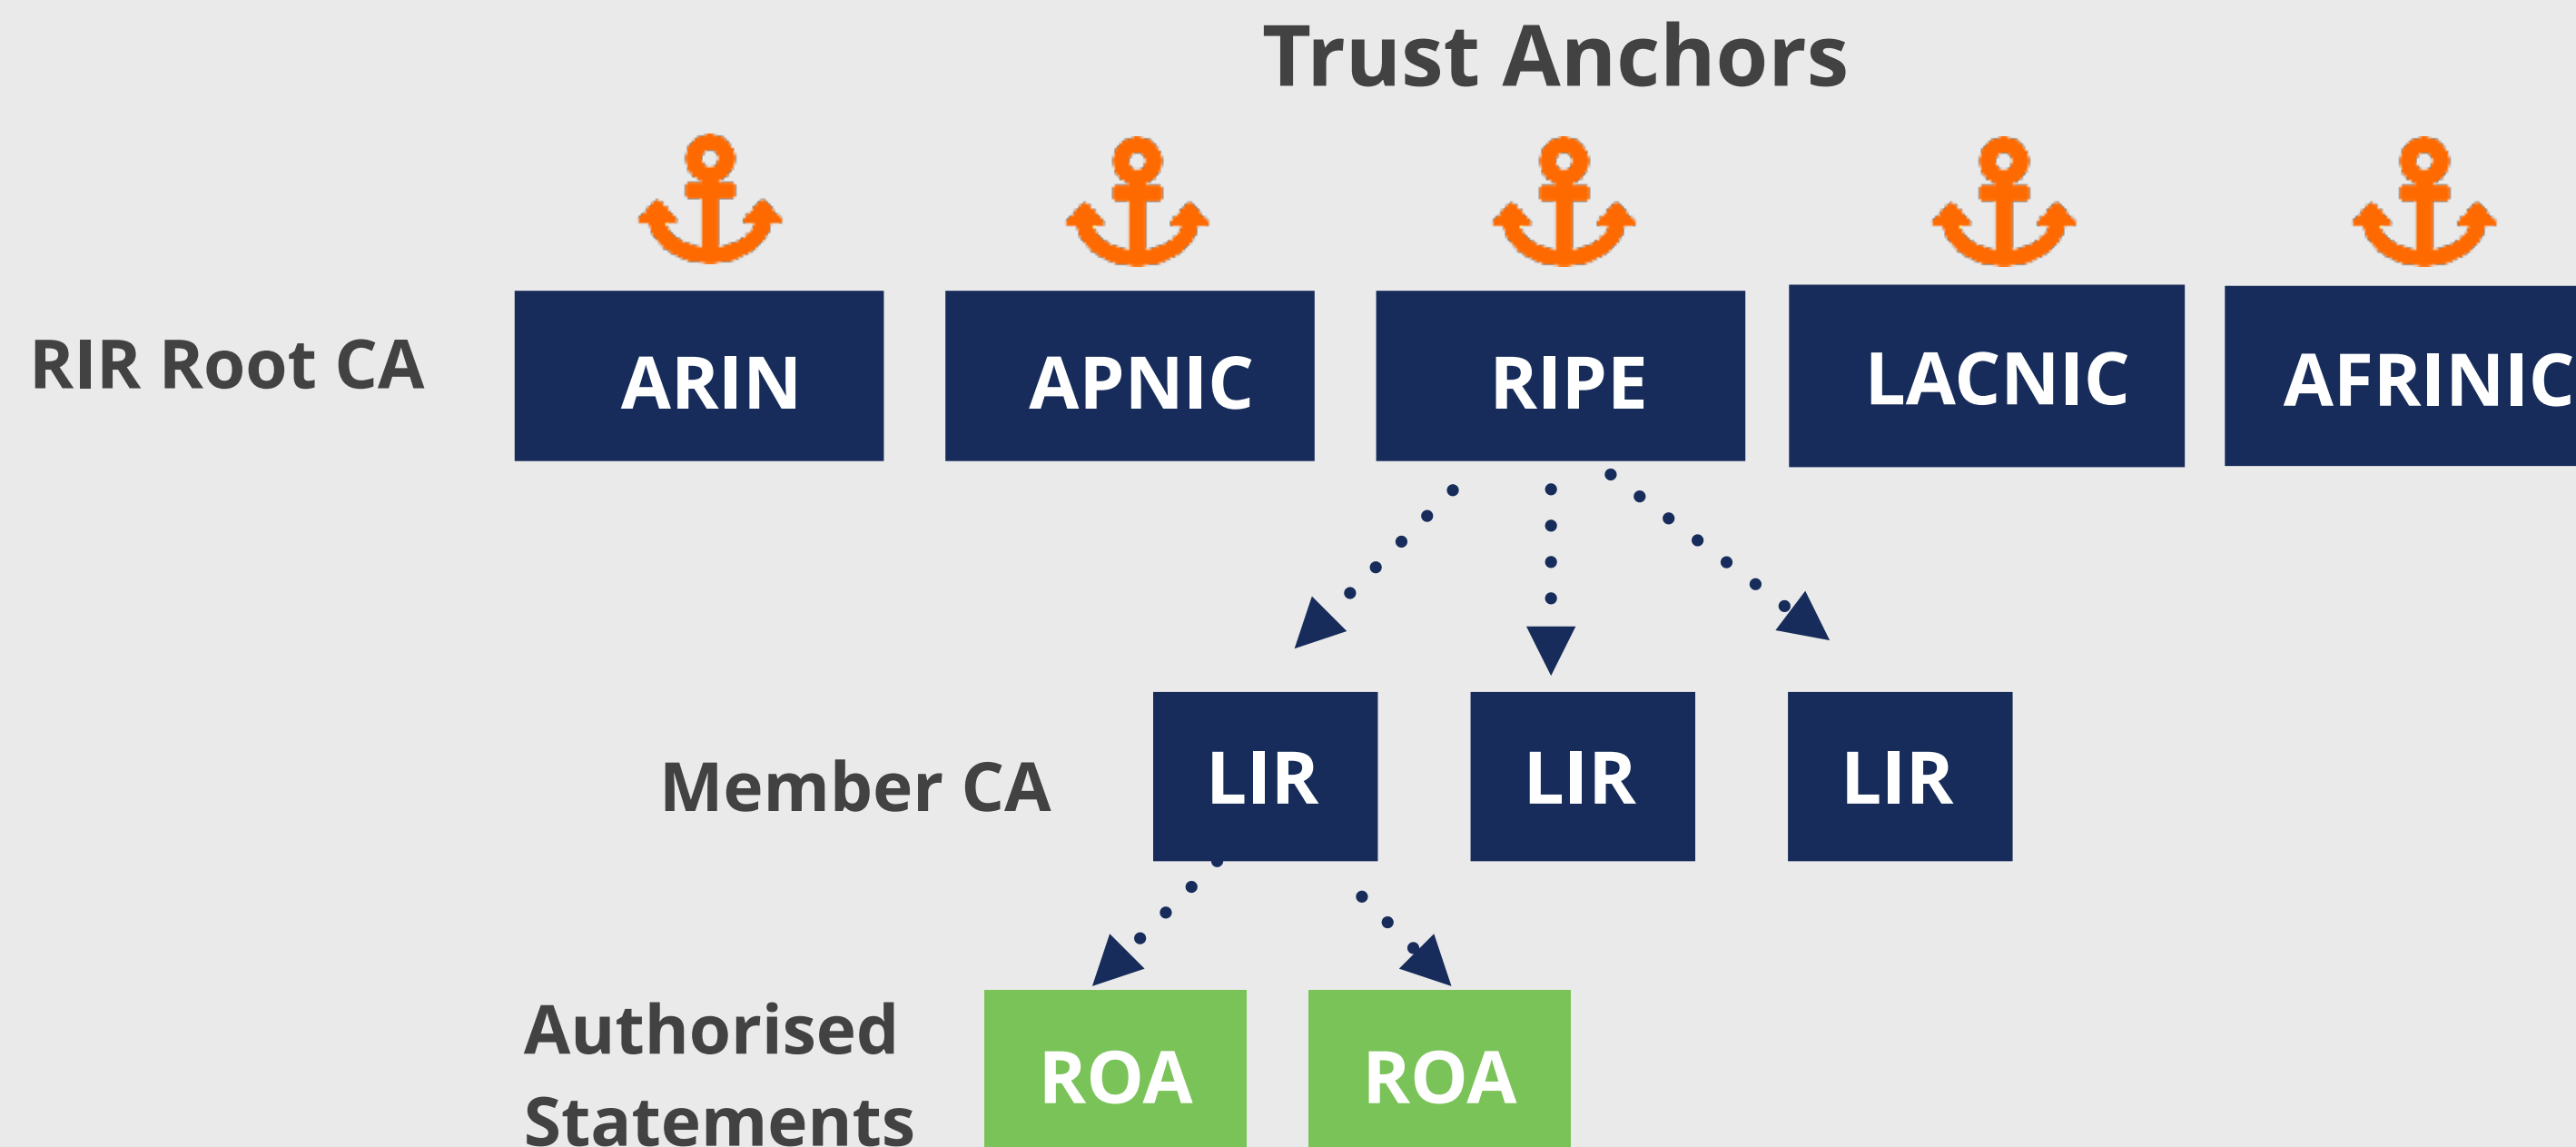 Trust Anchors
RIR Root CA
ARIN
APNIC
RIPE
LACNIC
AFRINIC
Member CA
LIR
LIR
LIR
Authorised
Statements
ROA
ROA